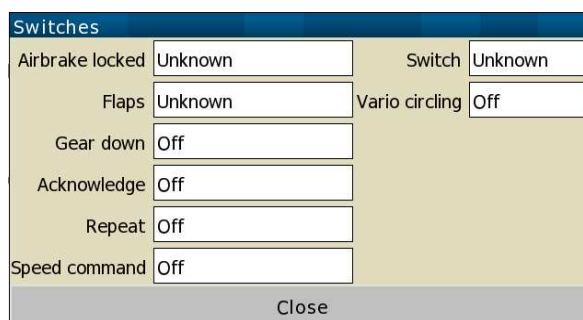 Switches
Airbrake locked Unknown Switch Unknown
Flaps Unknown Vario circling Off
Gear down Off
Acknowledge Off
Repeat Off
Speed command Off
Close